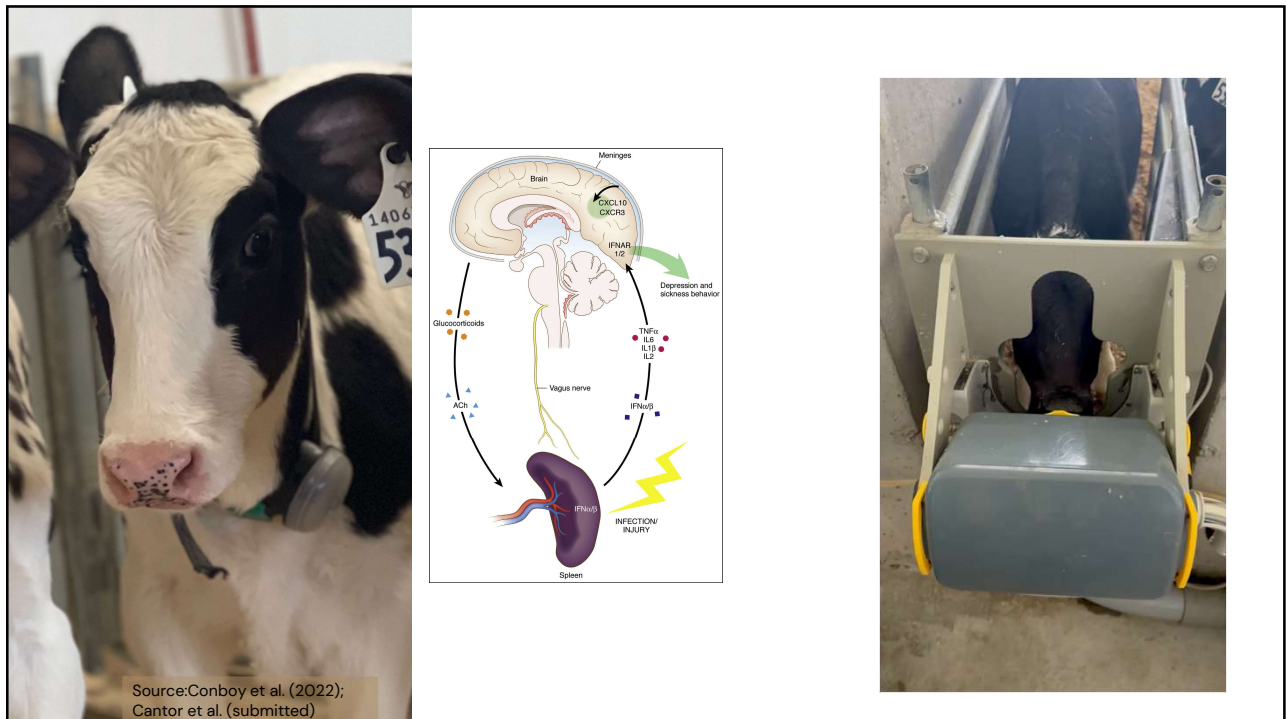 1406
53
Source:Conboy et al. (2022);
Cantor et al. (submitted)
Meninges
Brain
CXCL10
CXCR3
IFNAR
1/2
Depression and
sickness behavior
Glucocorticoids
TNFα
IL6
IL1β
IL2
Vagus nerve
ACh
IFNα/β
IFNα/β
INFECTION/
INJURY
Spleen